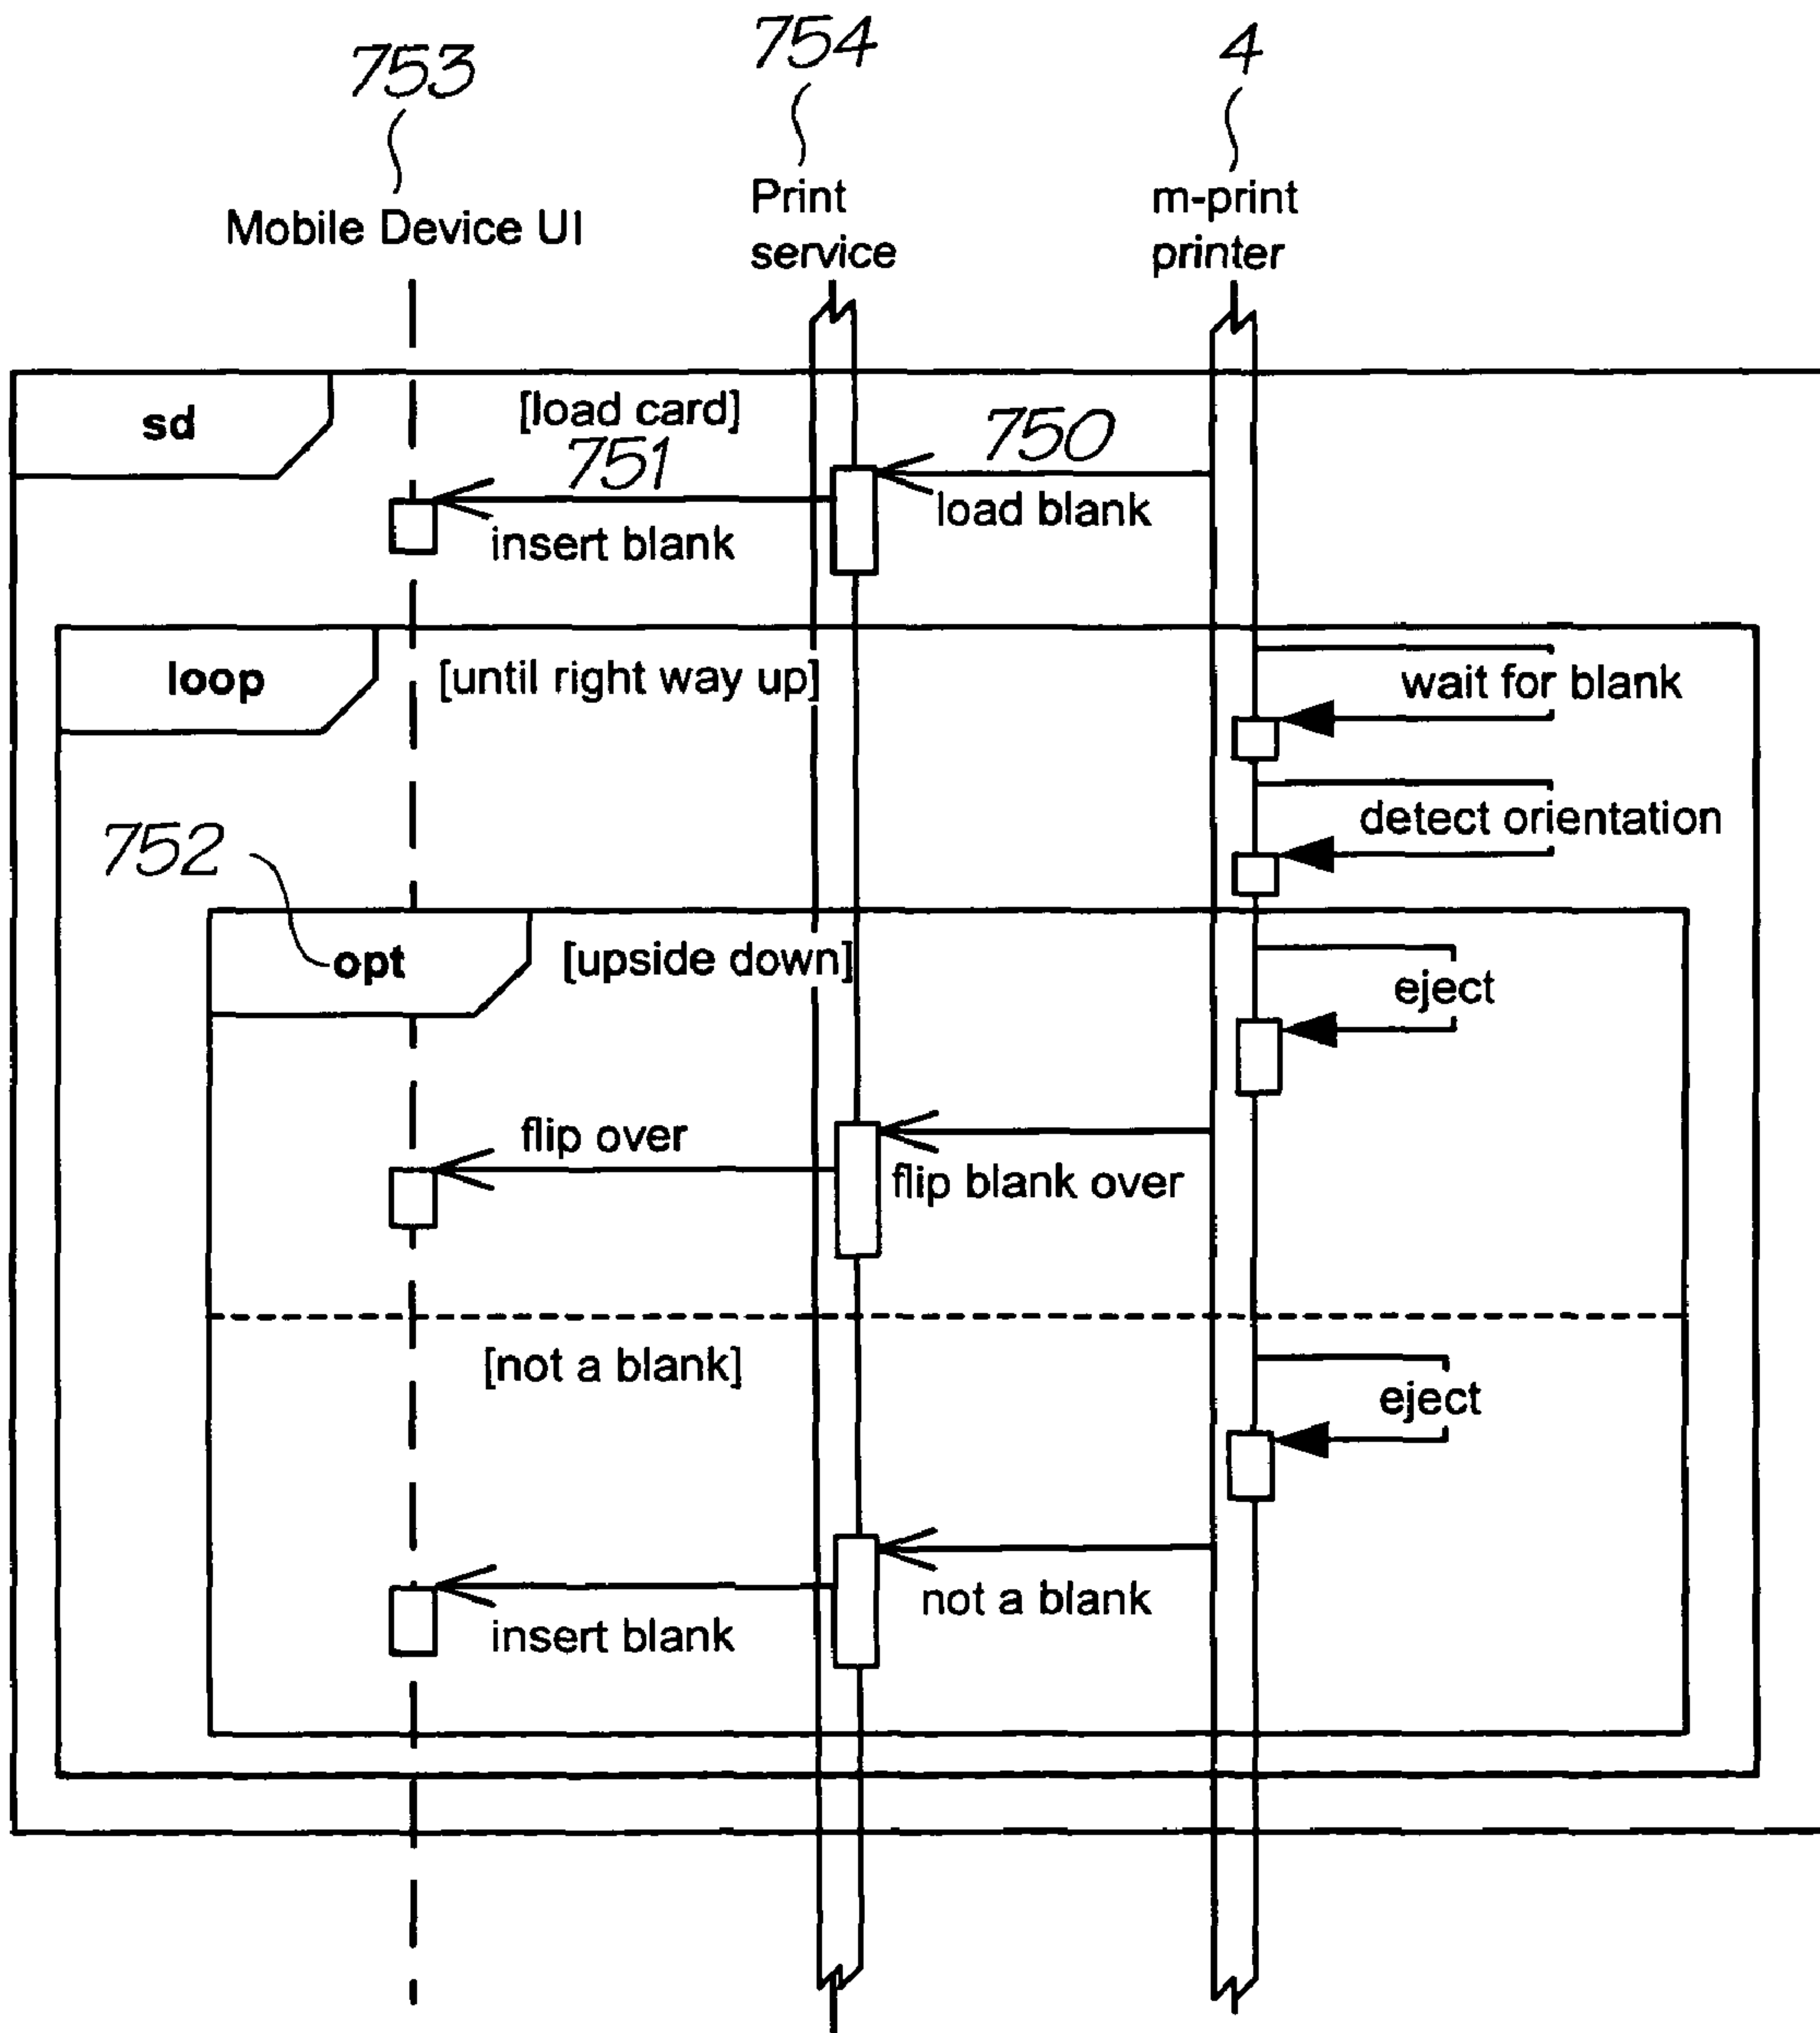 753
754
4
Mobile Device UI
Print
service
m-print
printer
sd
[load card]
751
750
load blank
insert blank
loop
[until right way up]
wait for blank
detect orientation
752
opt
[upside down]
eject
flip over
flip blank over
[not a blank]
eject
not a blank
insert blank